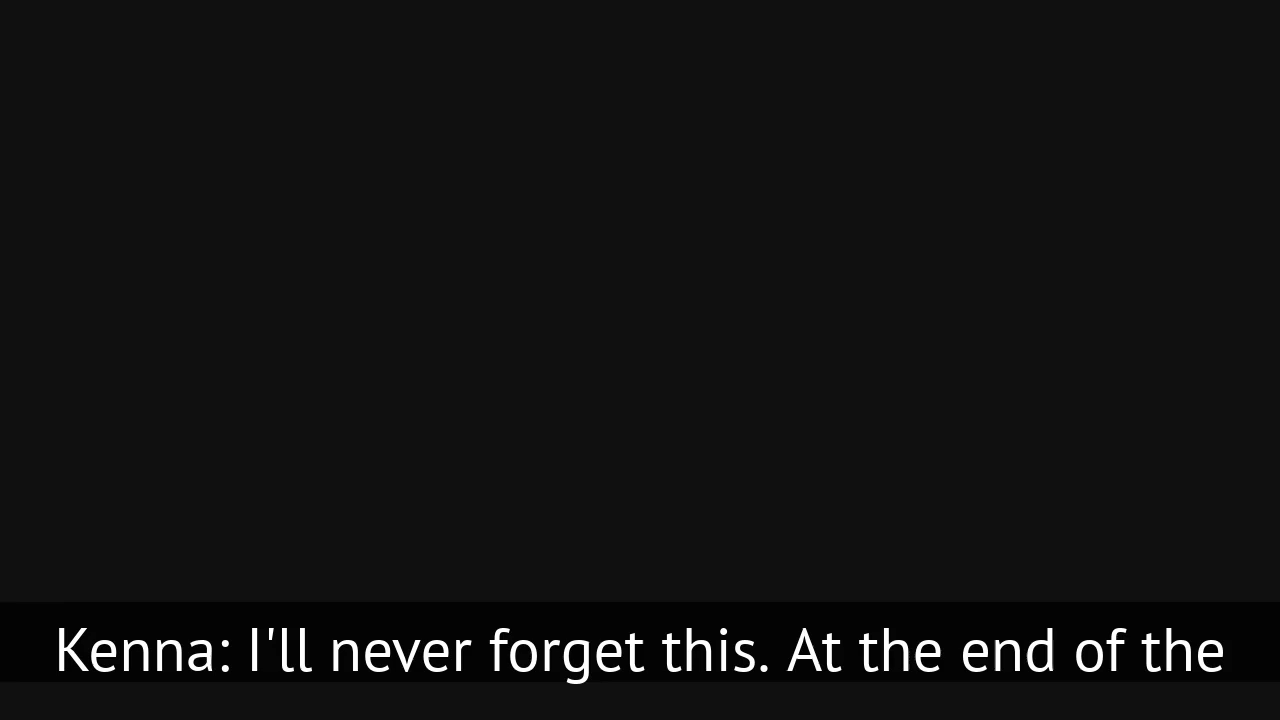 Kenna: I'll never forget this. At the end of the